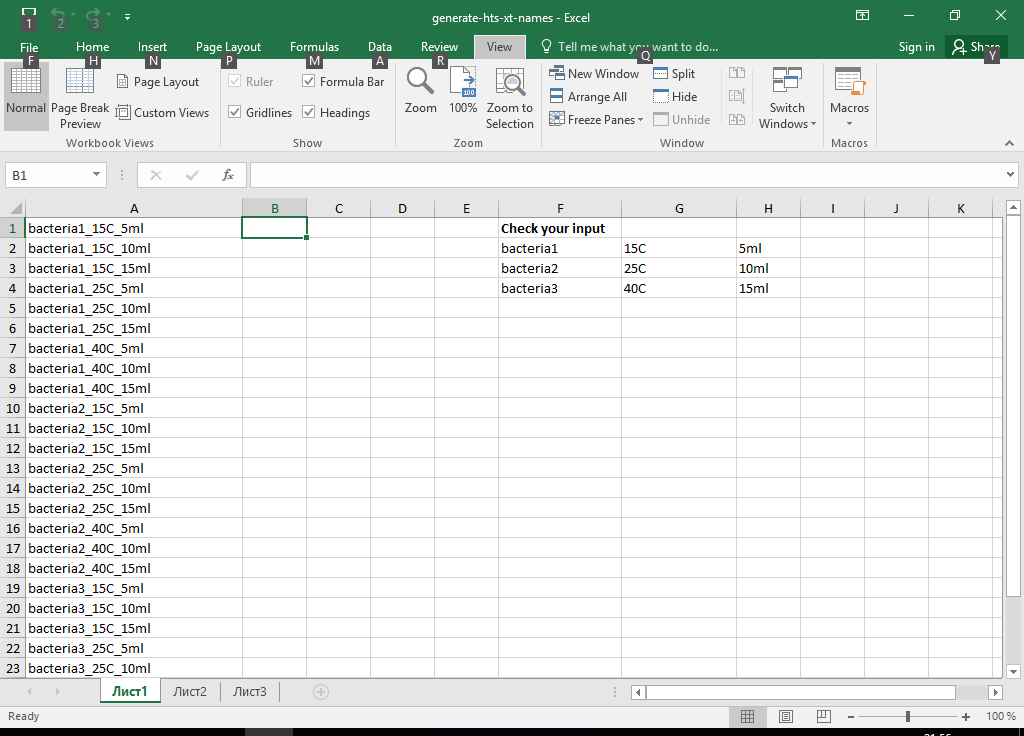 generate-hts-xt-names - Excel
1 2 3
File Home Insert Page Layout Formulas Data Review View Tell me what you want to do... Sign in Share
F H N P M A R Q Y
Normal
Page Break Preview
Page Layout
Custom Views
Workbook Views
Ruler
Formula Bar
Gridlines
Headings
Show
Zoom
100%
Zoom to Selection
Zoom
New Window
Arrange All
Freeze Panes
Split
Hide
Unhide
Switch Windows
Window
Macros
Macros
B1
fx
A B C D E F G H I J K
1 bacteria1_15C_5ml Check your input
2 bacteria1_15C_10ml bacteria1 15C 5ml
3 bacteria1_15C_15ml bacteria2 25C 10ml
4 bacteria1_25C_5ml bacteria3 40C 15ml
5 bacteria1_25C_10ml
6 bacteria1_25C_15ml
7 bacteria1_40C_5ml
8 bacteria1_40C_10ml
9 bacteria1_40C_15ml
10 bacteria2_15C_5ml
11 bacteria2_15C_10ml
12 bacteria2_15C_15ml
13 bacteria2_25C_5ml
14 bacteria2_25C_10ml
15 bacteria2_25C_15ml
16 bacteria2_40C_5ml
17 bacteria2_40C_10ml
18 bacteria2_40C_15ml
19 bacteria3_15C_5ml
20 bacteria3_15C_10ml
21 bacteria3_15C_15ml
22 bacteria3_25C_5ml
23 bacteria3_25C_10ml
Лист1 Лист2 Лист3
Ready 100 %